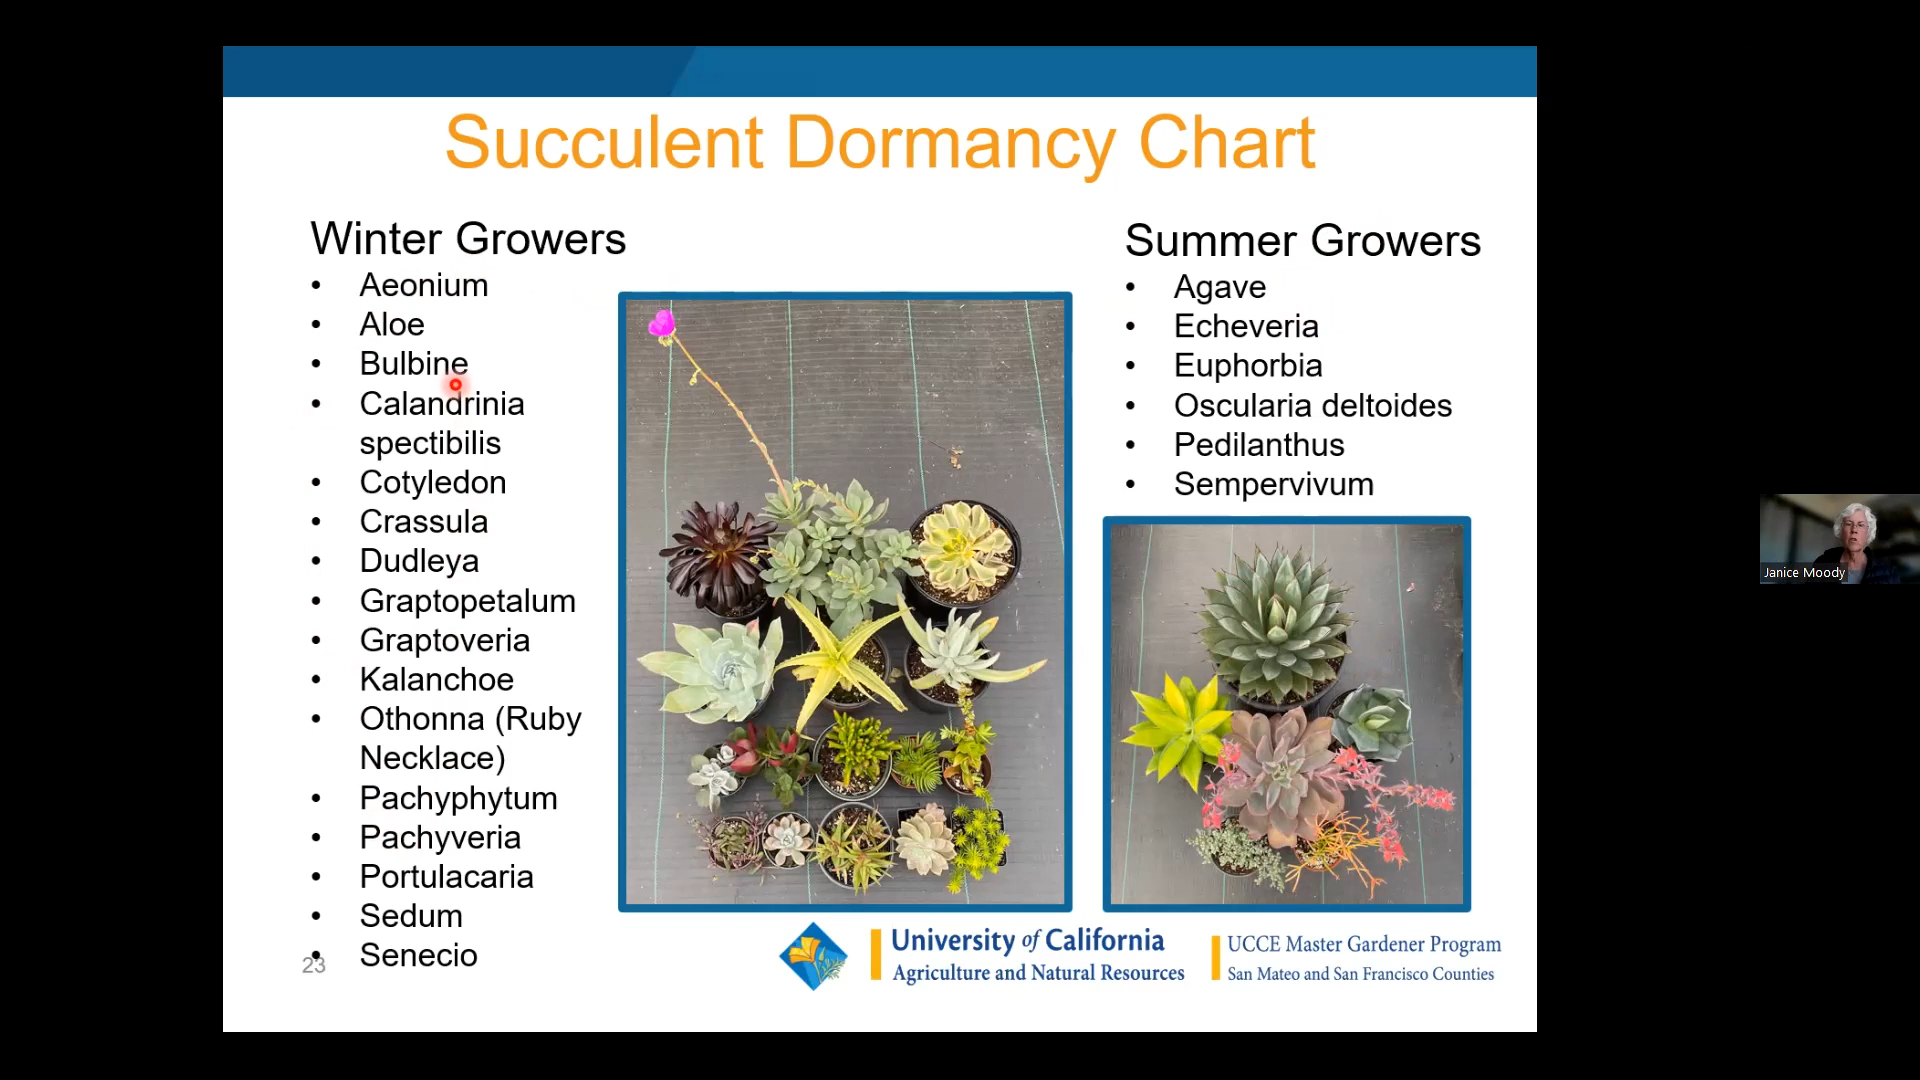 Succulent Dormancy Chart
Winter Growers
• Aeonium
• Aloe
• Bulbine
• Calandrinia
spectibilis
• Cotyledon
• Crassula
• Dudleya
• Graptopetalum
• Graptoveria
• Kalanchoe
• Othonna (Ruby
Necklace)
• Pachyphytum
• Pachyveria
• Portulacaria
• Sedum
• Senecio
Summer Growers
• Agave
• Echeveria
• Euphorbia
• Oscularia deltoides
• Pedilanthus
• Sempervivum
Janice Moody
23
University of California
Agriculture and Natural Resources
UCCE Master Gardener Program
San Mateo and San Francisco Counties